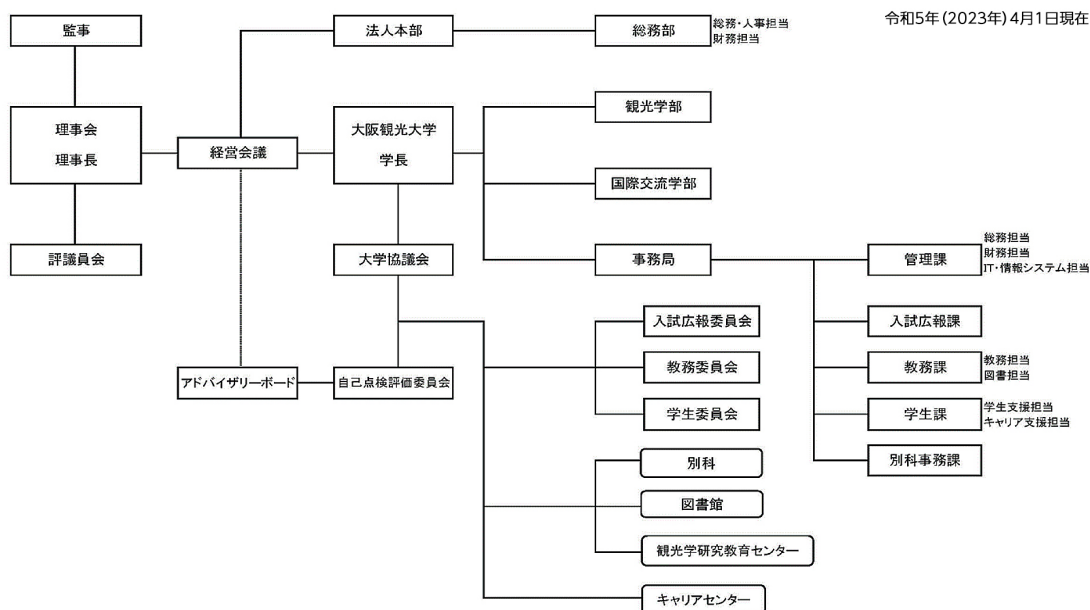 令和5年(2023年)4月1日現在
監事
法人本部
総務部
総務・人事担当
財務担当
理事会
理事長
経営会議
大阪観光大学
学長
観光学部
国際交流学部
評議員会
大学協議会
事務局
管理課
総務担当
財務担当
IT・情報システム担当
入試広報委員会
入試広報課
アドバイザリーボード
自己点検評価委員会
教務委員会
教務課
教務担当
図書担当
学生委員会
学生課
学生支援担当
キャリア支援担当
別科
別科事務課
図書館
観光学研究教育センター
キャリアセンター